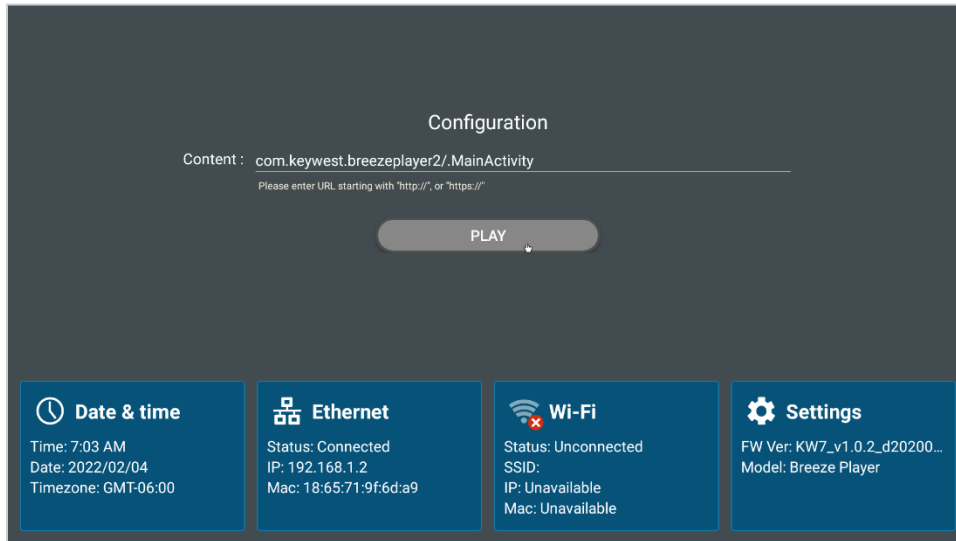 Configuration
Content : com.keywest.breezeplayer2/.MainActivity
Please enter URL starting with "http://", or "https://"
PLAY
Date & time
Time: 7:03 AM
Date: 2022/02/04
Timezone: GMT-06:00
Ethernet
Status: Connected
IP: 192.168.1.2
Mac: 18:65:71:9f:6d:a9
Wi-Fi
Status: Unconnected
SSID:
IP: Unavailable
Mac: Unavailable
Settings
FW Ver: KW7_v1.0.2_d20200...
Model: Breeze Player